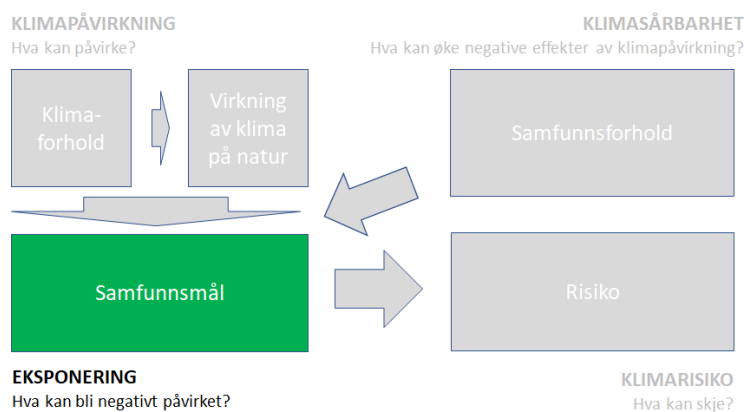 KLIMAPÅVIRKNING
Hva kan påvirke?
KLIMASÅRBARHET
Hva kan øke negative effekter av klimapåvirkning?
Klima-
forhold
Virkning
av klima
på natur
Samfunnsforhold
Samfunnsmål
Risiko
EKSPONERING
Hva kan bli negativt påvirket?
KLIMARISIKO
Hva kan skje?